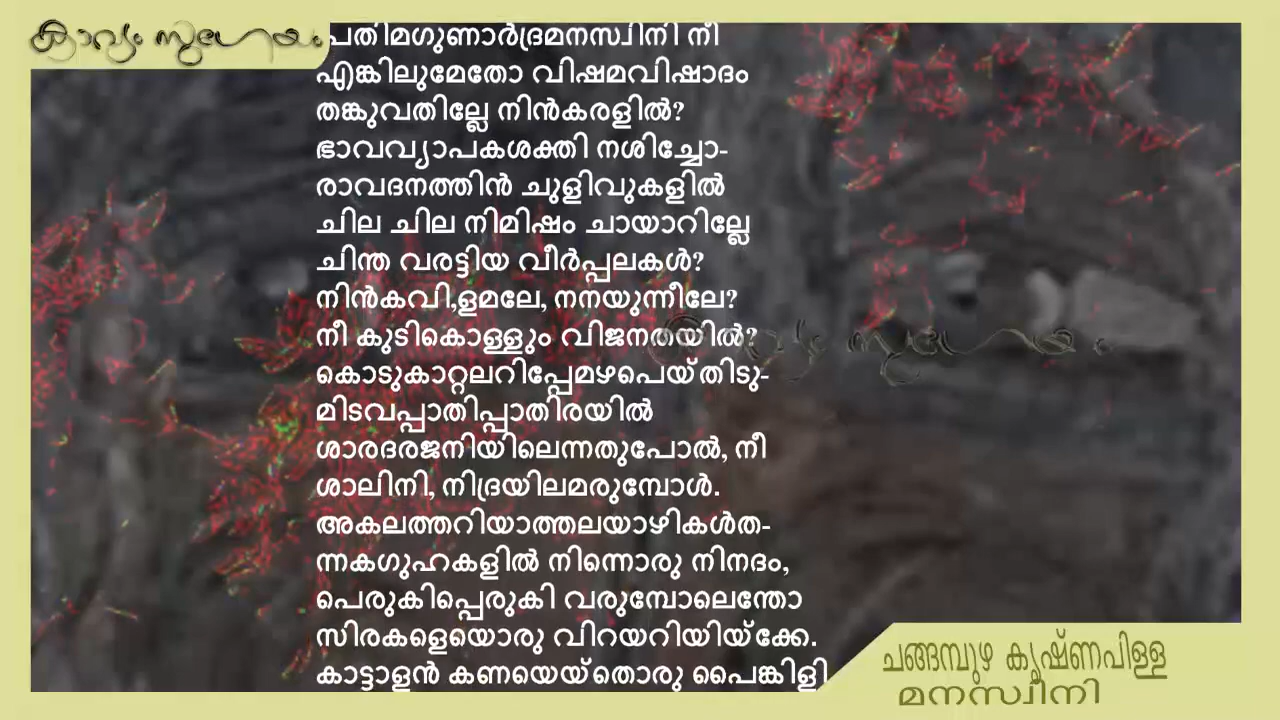 കാവ്യം സുഗേയം
പതിമഗുണാർദ്രമനസ്വിനി നീ
എങ്കിലുമേതോ വിഷമവിഷാദം
തങ്കുവതില്ലേ നിൻകരളിൽ?
ഭാവവ്യാപകശക്തി നശിച്ചോ-
രാവദനത്തിൻ ചുളിവുകളിൽ
ചില ചില നിമിഷം ചായാറില്ലേ
ചിന്ത വരട്ടിയ വീർപ്പലകൾ?
നിൻകവി,ളമലേ, നനയുന്നീലേ?
നീ കുടികൊള്ളും വിജനതയിൽ?
കൊടുകാറ്റലറിപ്പേമഴപെയ്തിടു-
മിടവപ്പാതിപ്പാതിരയിൽ
ശാരദരജനിയിലെന്നതുപോൽ, നീ
ശാലിനി, നിദ്രയിലമരുമ്പോൾ.
അകലത്തറിയാത്തലയാഴികൾത-
ന്നകഗുഹകളിൽ നിന്നൊരു നിനദം,
പെരുകിപ്പെരുകി വരുമ്പോലെന്തോ
സിരകളെയൊരു വിറയറിയിയ്ക്കേ.
കാട്ടാളൻ കണയെയ്തൊരു പൈങ്കിളി
കാവ്യം സുഗേയം
ചങ്ങമ്പുഴ കൃഷ്ണപിള്ള
മനസ്വിനി